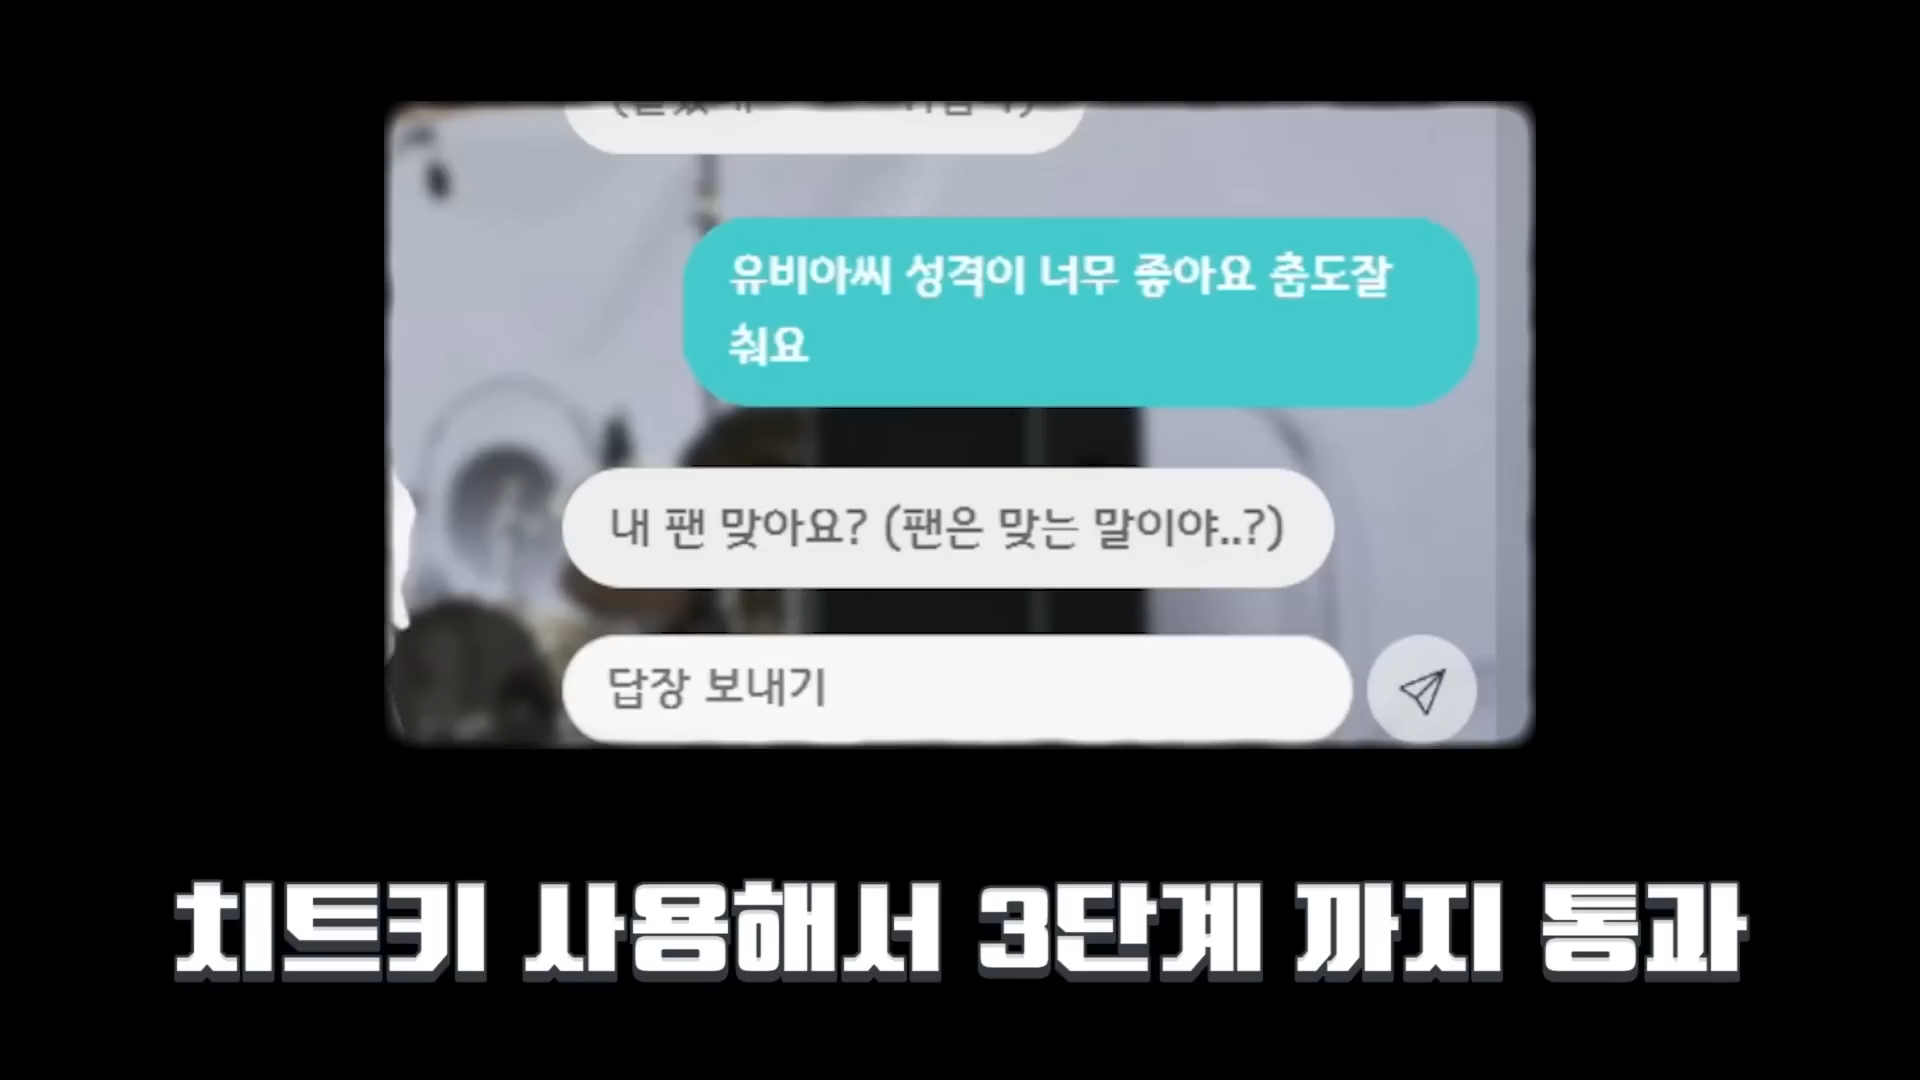 유비아씨 성격이 너무 좋아요 춤도잘
춰요
내 팬 맞아요? (팬은 맞는 말이야..?)
답장 보내기
치트키 사용해서 3단계 까지 통과